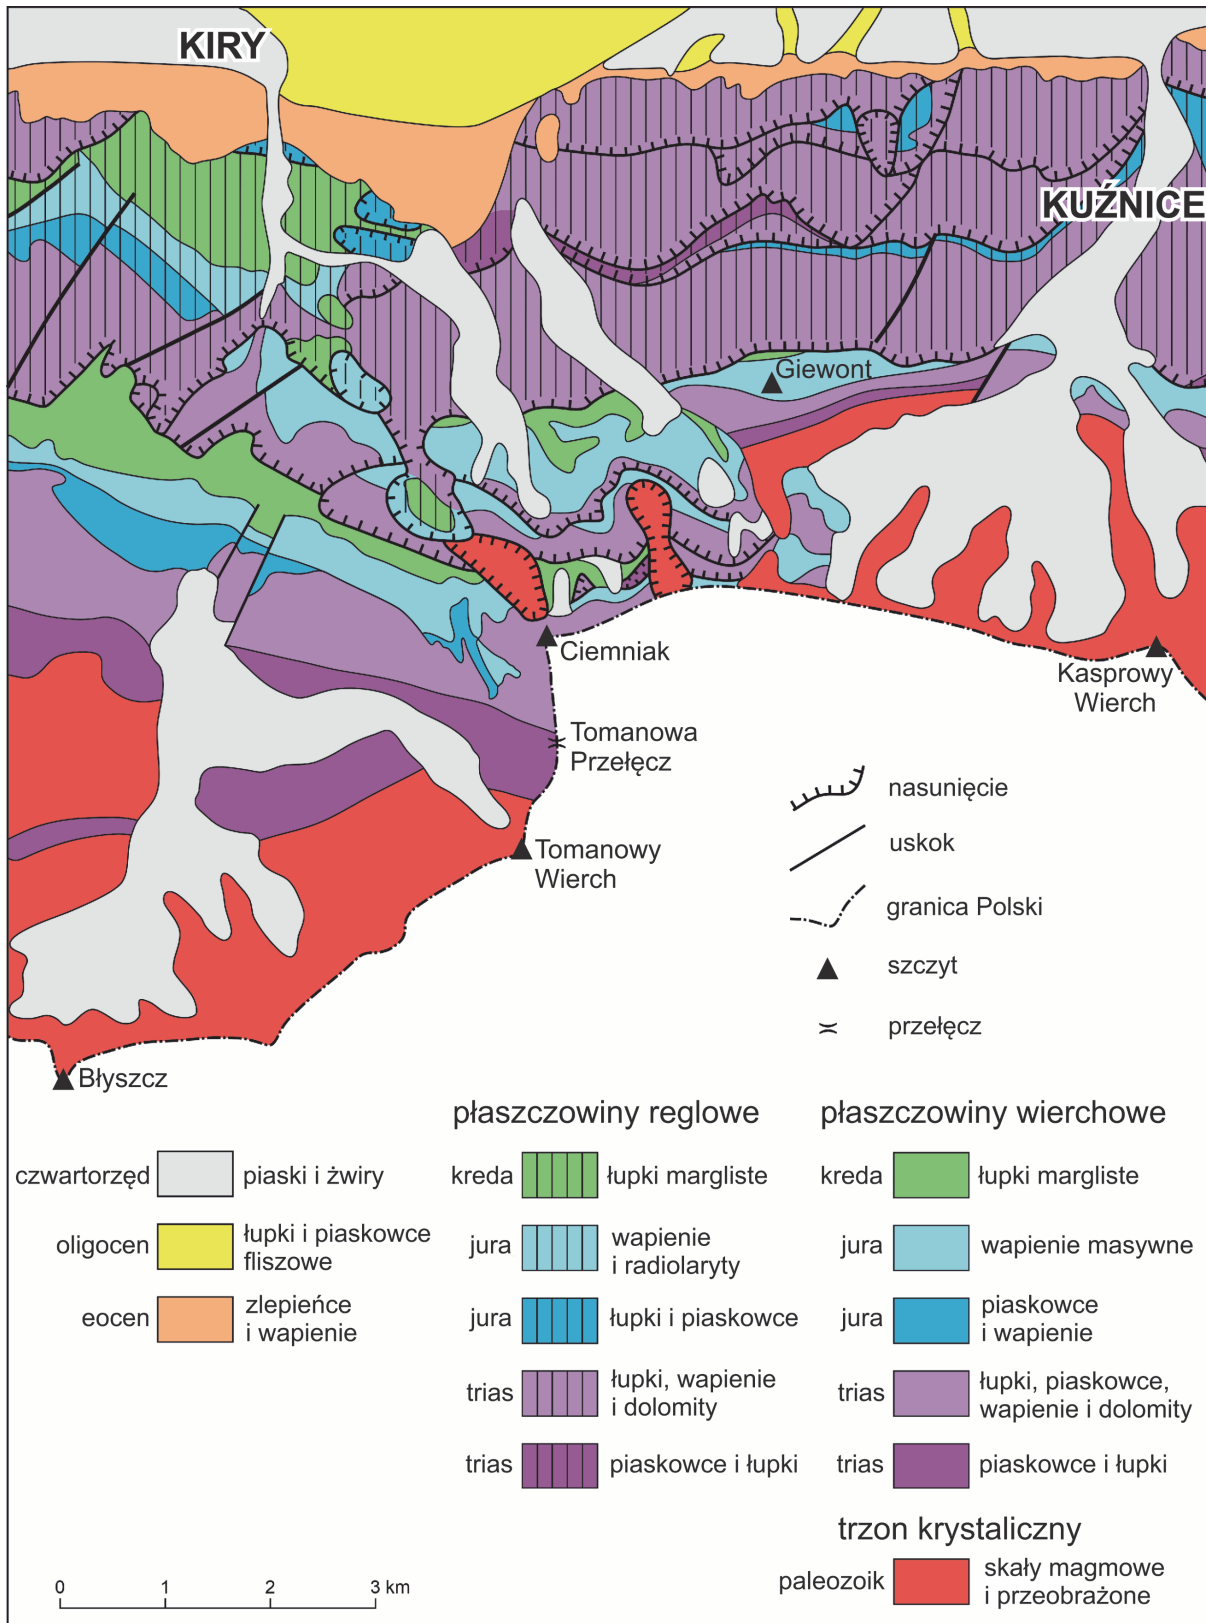 KIRY
KUŹNICE
Giewont
Ciemniak
Kasprowy
Wierch
Tomanowa
Przełęcz
Tomanowy
Wierch
Błyszcz
nasunięcie
uskok
granica Polski
szczyt
przełęcz
płaszczowiny reglowe
płaszczowiny wierchowe
czwartorzęd
piaski i żwiry
kreda
łupki margliste
kreda
łupki margliste
oligocen
łupki i piaskowce
fliszowe
jura
wapienie
i radiolaryty
jura
wapienie masywne
eocen
zlepieńce
i wapienie
jura
łupki i piaskowce
jura
piaskowce
i wapienie
trias
łupki, wapienie
i dolomity
trias
łupki, piaskowce,
wapienie i dolomity
trias
piaskowce i łupki
trias
piaskowce i łupki
trzon krystaliczny
paleozoik
skały magmowe
i przeobrażone
0 1 2 3 km